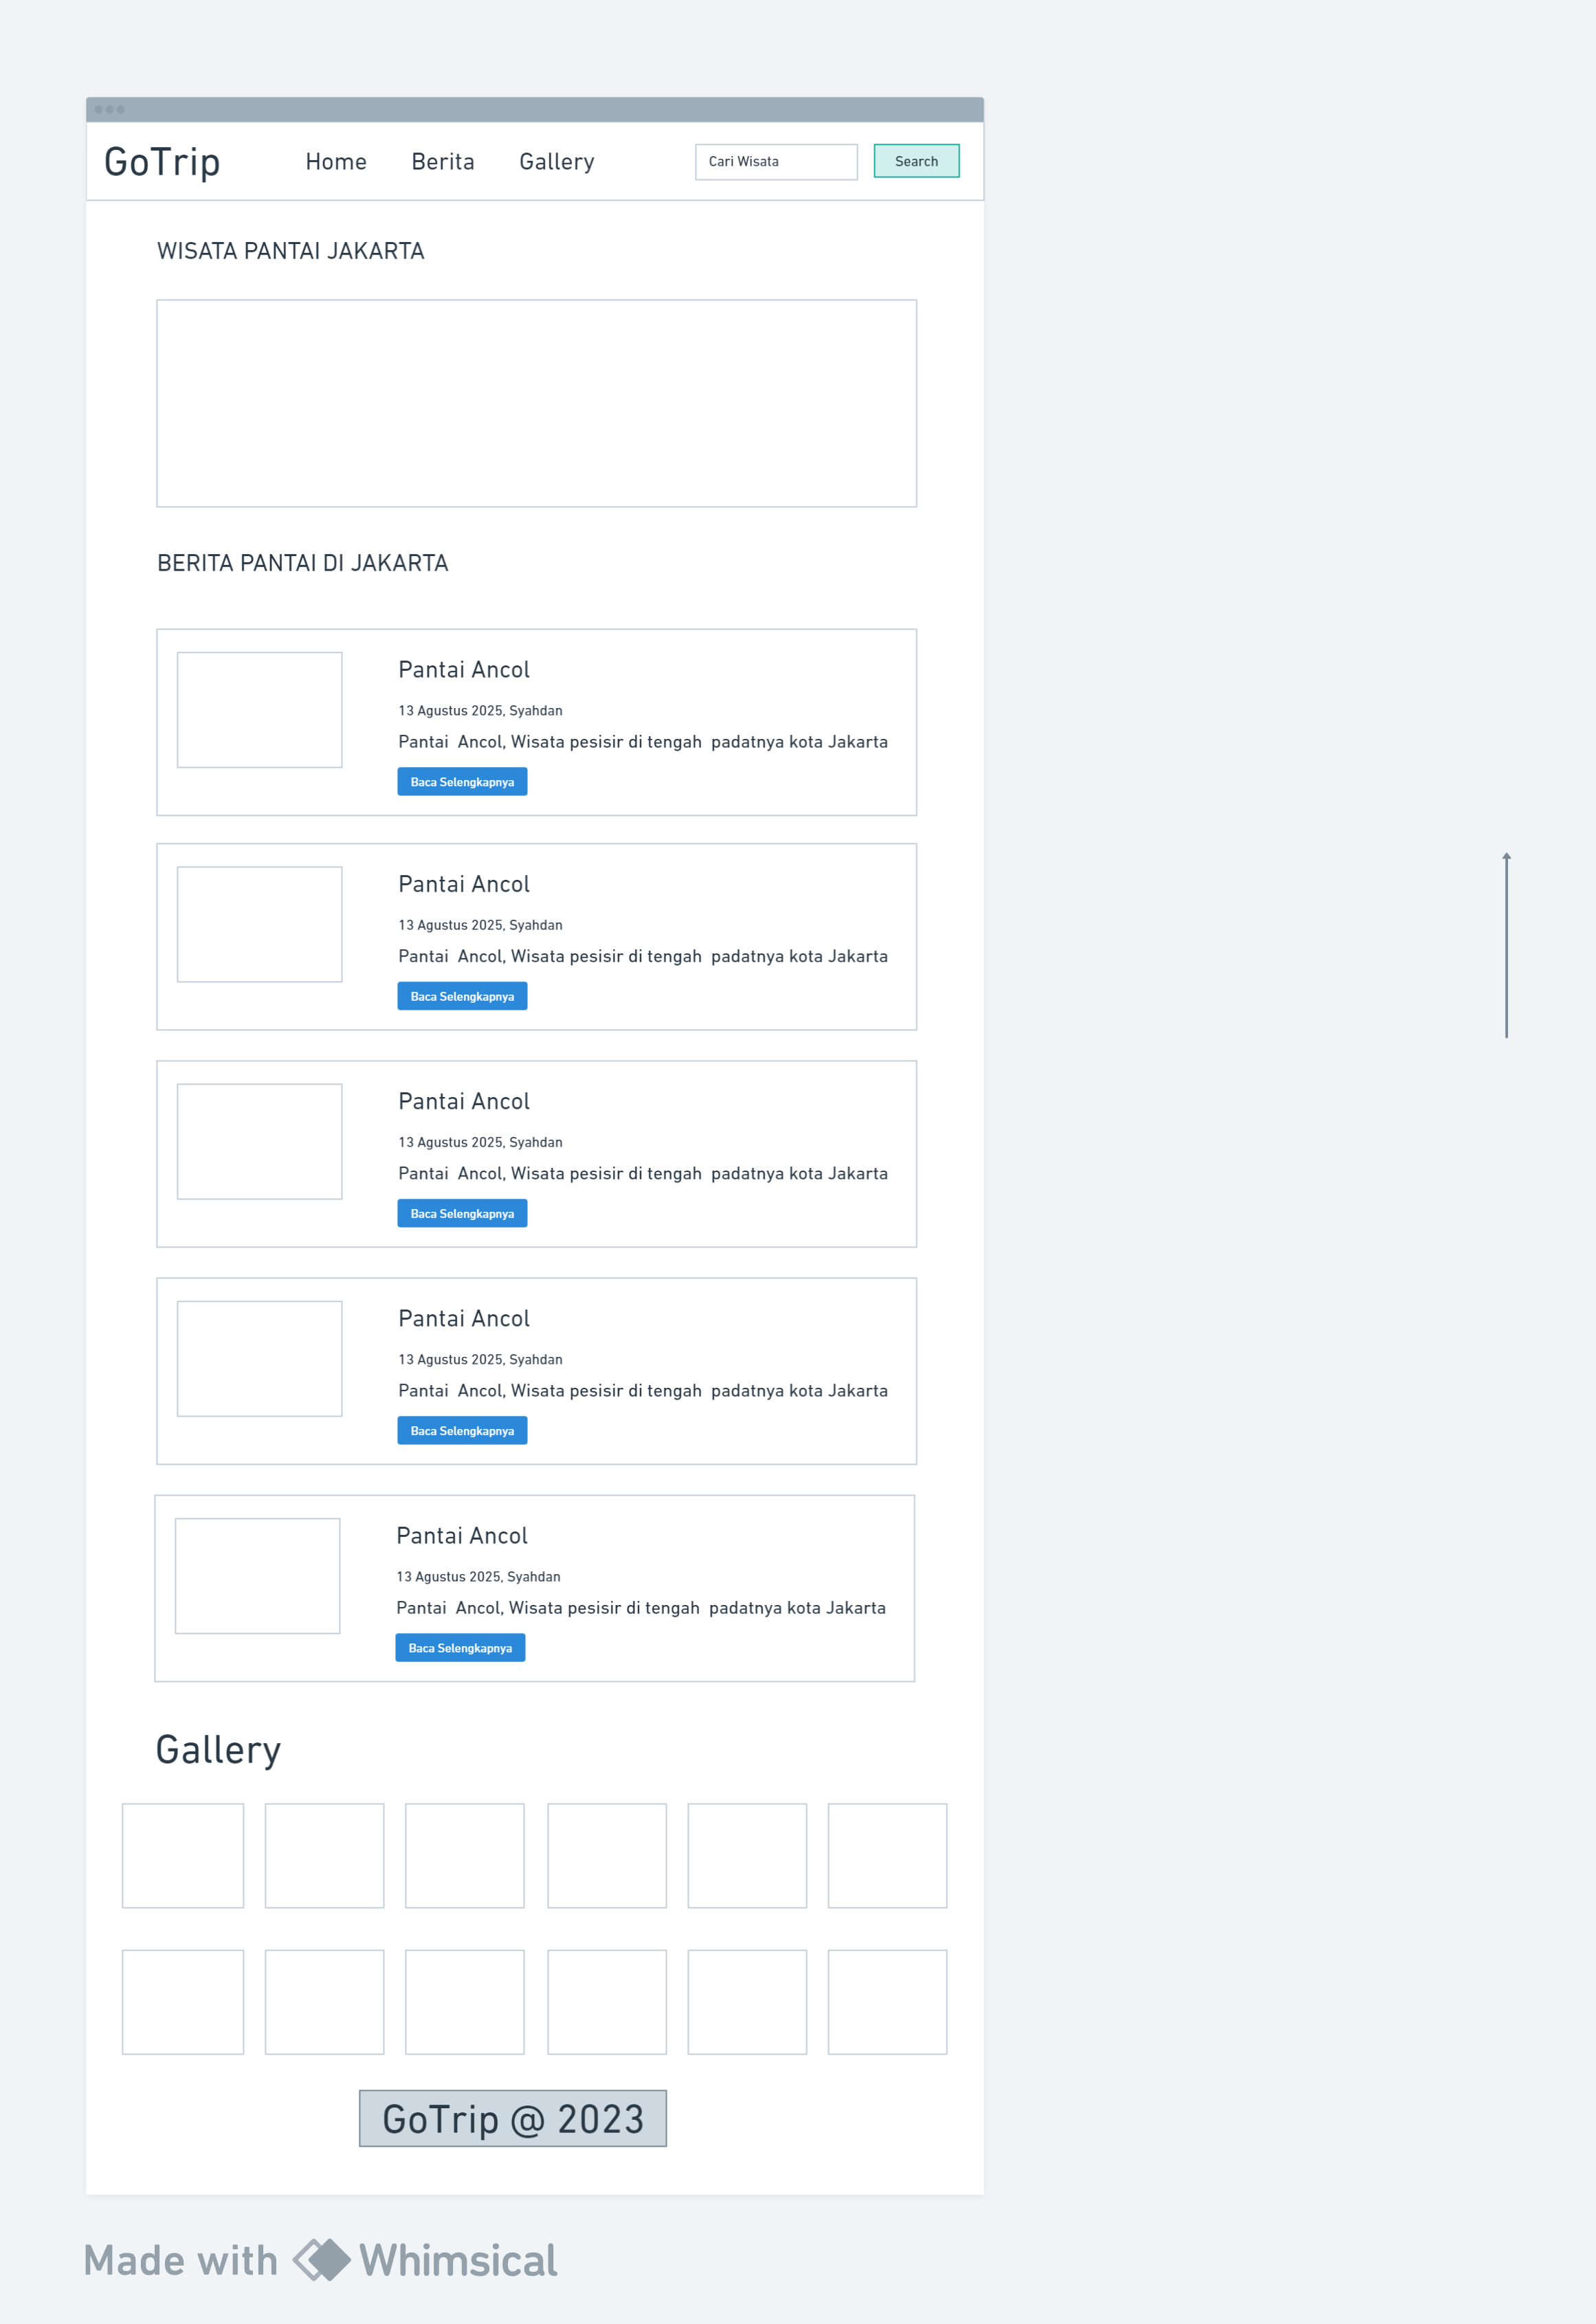 GoTrip Home Berita Gallery Cari Wisata Search
WISATA PANTAI JAKARTA
BERITA PANTAI DI JAKARTA
Pantai Ancol
13 Agustus 2025, Syahdan
Pantai  Ancol, Wisata pesisir di tengah  padatnya kota Jakarta
Baca Selengkapnya
Pantai Ancol
13 Agustus 2025, Syahdan
Pantai  Ancol, Wisata pesisir di tengah  padatnya kota Jakarta
Baca Selengkapnya
Pantai Ancol
13 Agustus 2025, Syahdan
Pantai  Ancol, Wisata pesisir di tengah  padatnya kota Jakarta
Baca Selengkapnya
Pantai Ancol
13 Agustus 2025, Syahdan
Pantai  Ancol, Wisata pesisir di tengah  padatnya kota Jakarta
Baca Selengkapnya
Pantai Ancol
13 Agustus 2025, Syahdan
Pantai  Ancol, Wisata pesisir di tengah  padatnya kota Jakarta
Baca Selengkapnya
Gallery
GoTrip @ 2023
Made with Whimsical